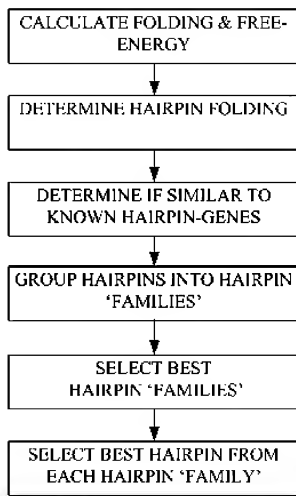 CALCULATE FOLDING & FREE-
ENERGY
DETERMINE HAIRPIN FOLDING
DETERMINE IF SIMILAR TO
KNOWN HAIRPIN-GENES
GROUP HAIRPINS INTO HAIRPIN
‘FAMILIES’
SELECT BEST
HAIRPIN ‘FAMILIES’
SELECT BEST HAIRPIN FROM
EACH HAIRPIN ‘FAMILY’